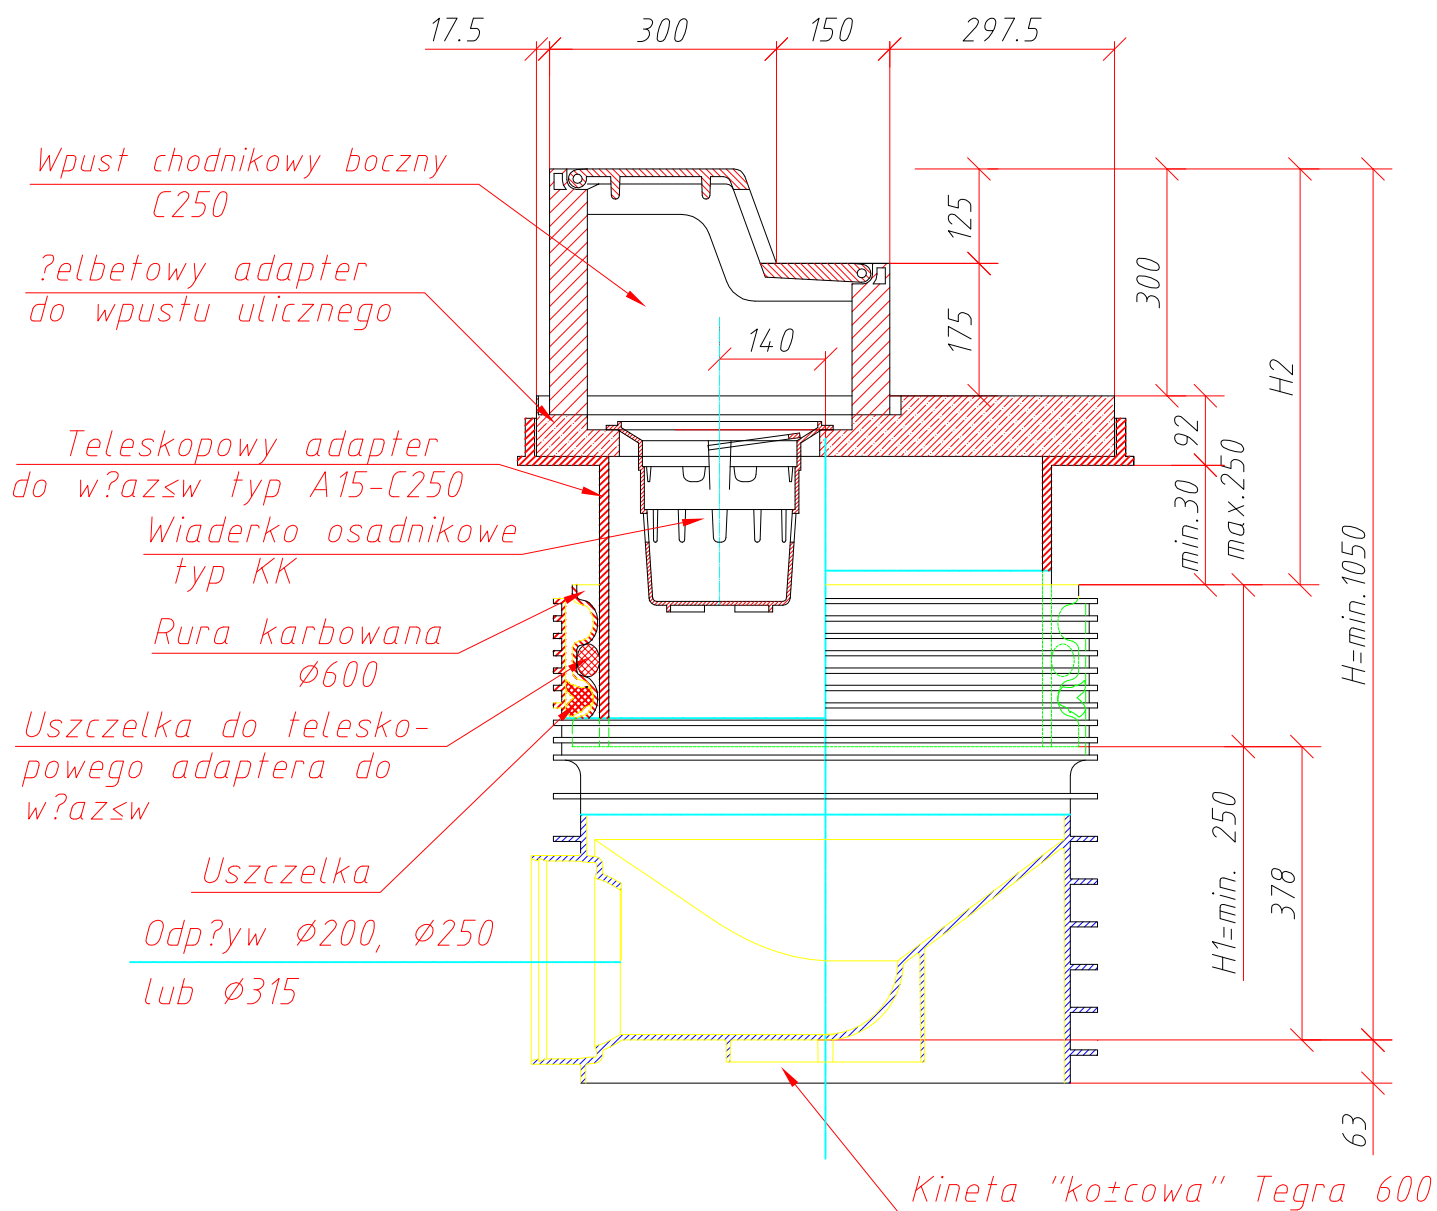 17.5
300
150
297.5
Wpust chodnikowy boczny
C250
?elbetowy adapter
do wpustu ulicznego
Teleskopowy adapter
do w?az≤w typ A15-C250
Wiaderko osadnikowe
typ KK
Rura karbowana
Ø600
Uszczelka do telesko-
powego adaptera do
w?az≤w
Uszczelka
Odp?yw Ø200, Ø250
lub Ø315
140
125
175
300
92
min.30
max.250
H2
H=min.1050
H1=min. 250
378
63
Kineta "ko±cowa" Tegra 600